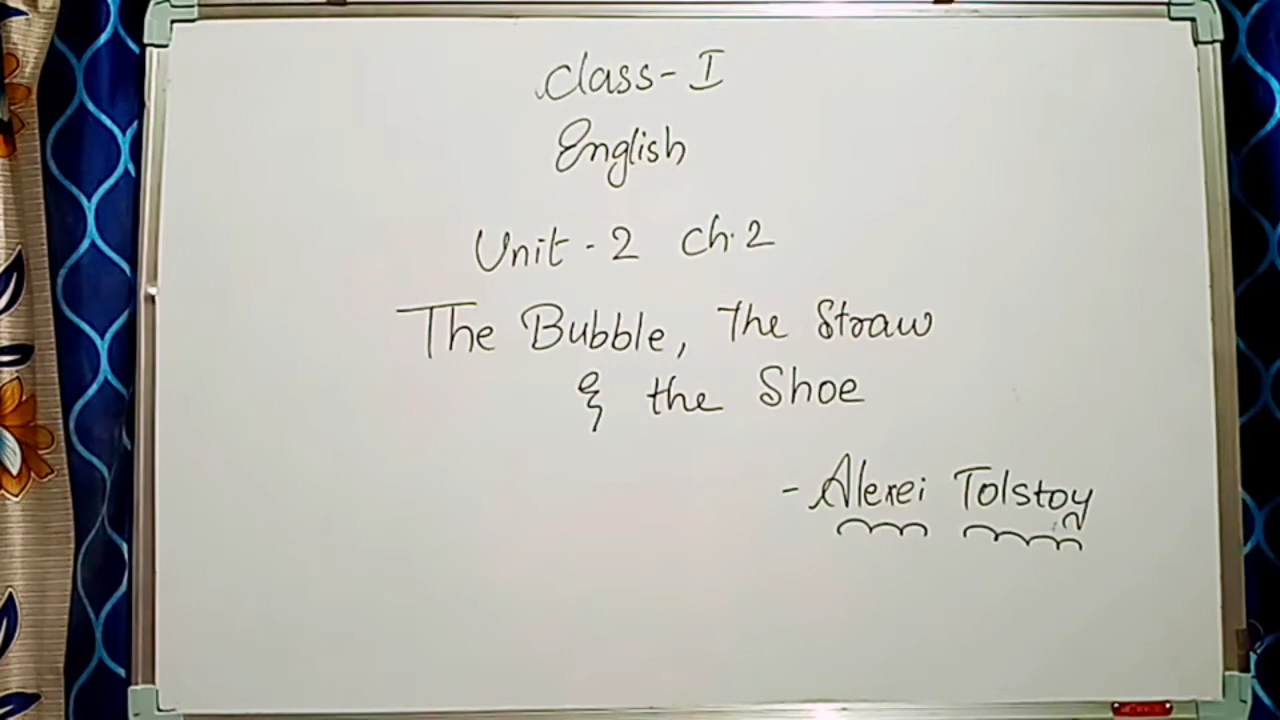 Class-I
English
Unit-2 Ch.2
The Bubble, The Straw
& the Shoe
- Alexei Tolstoy